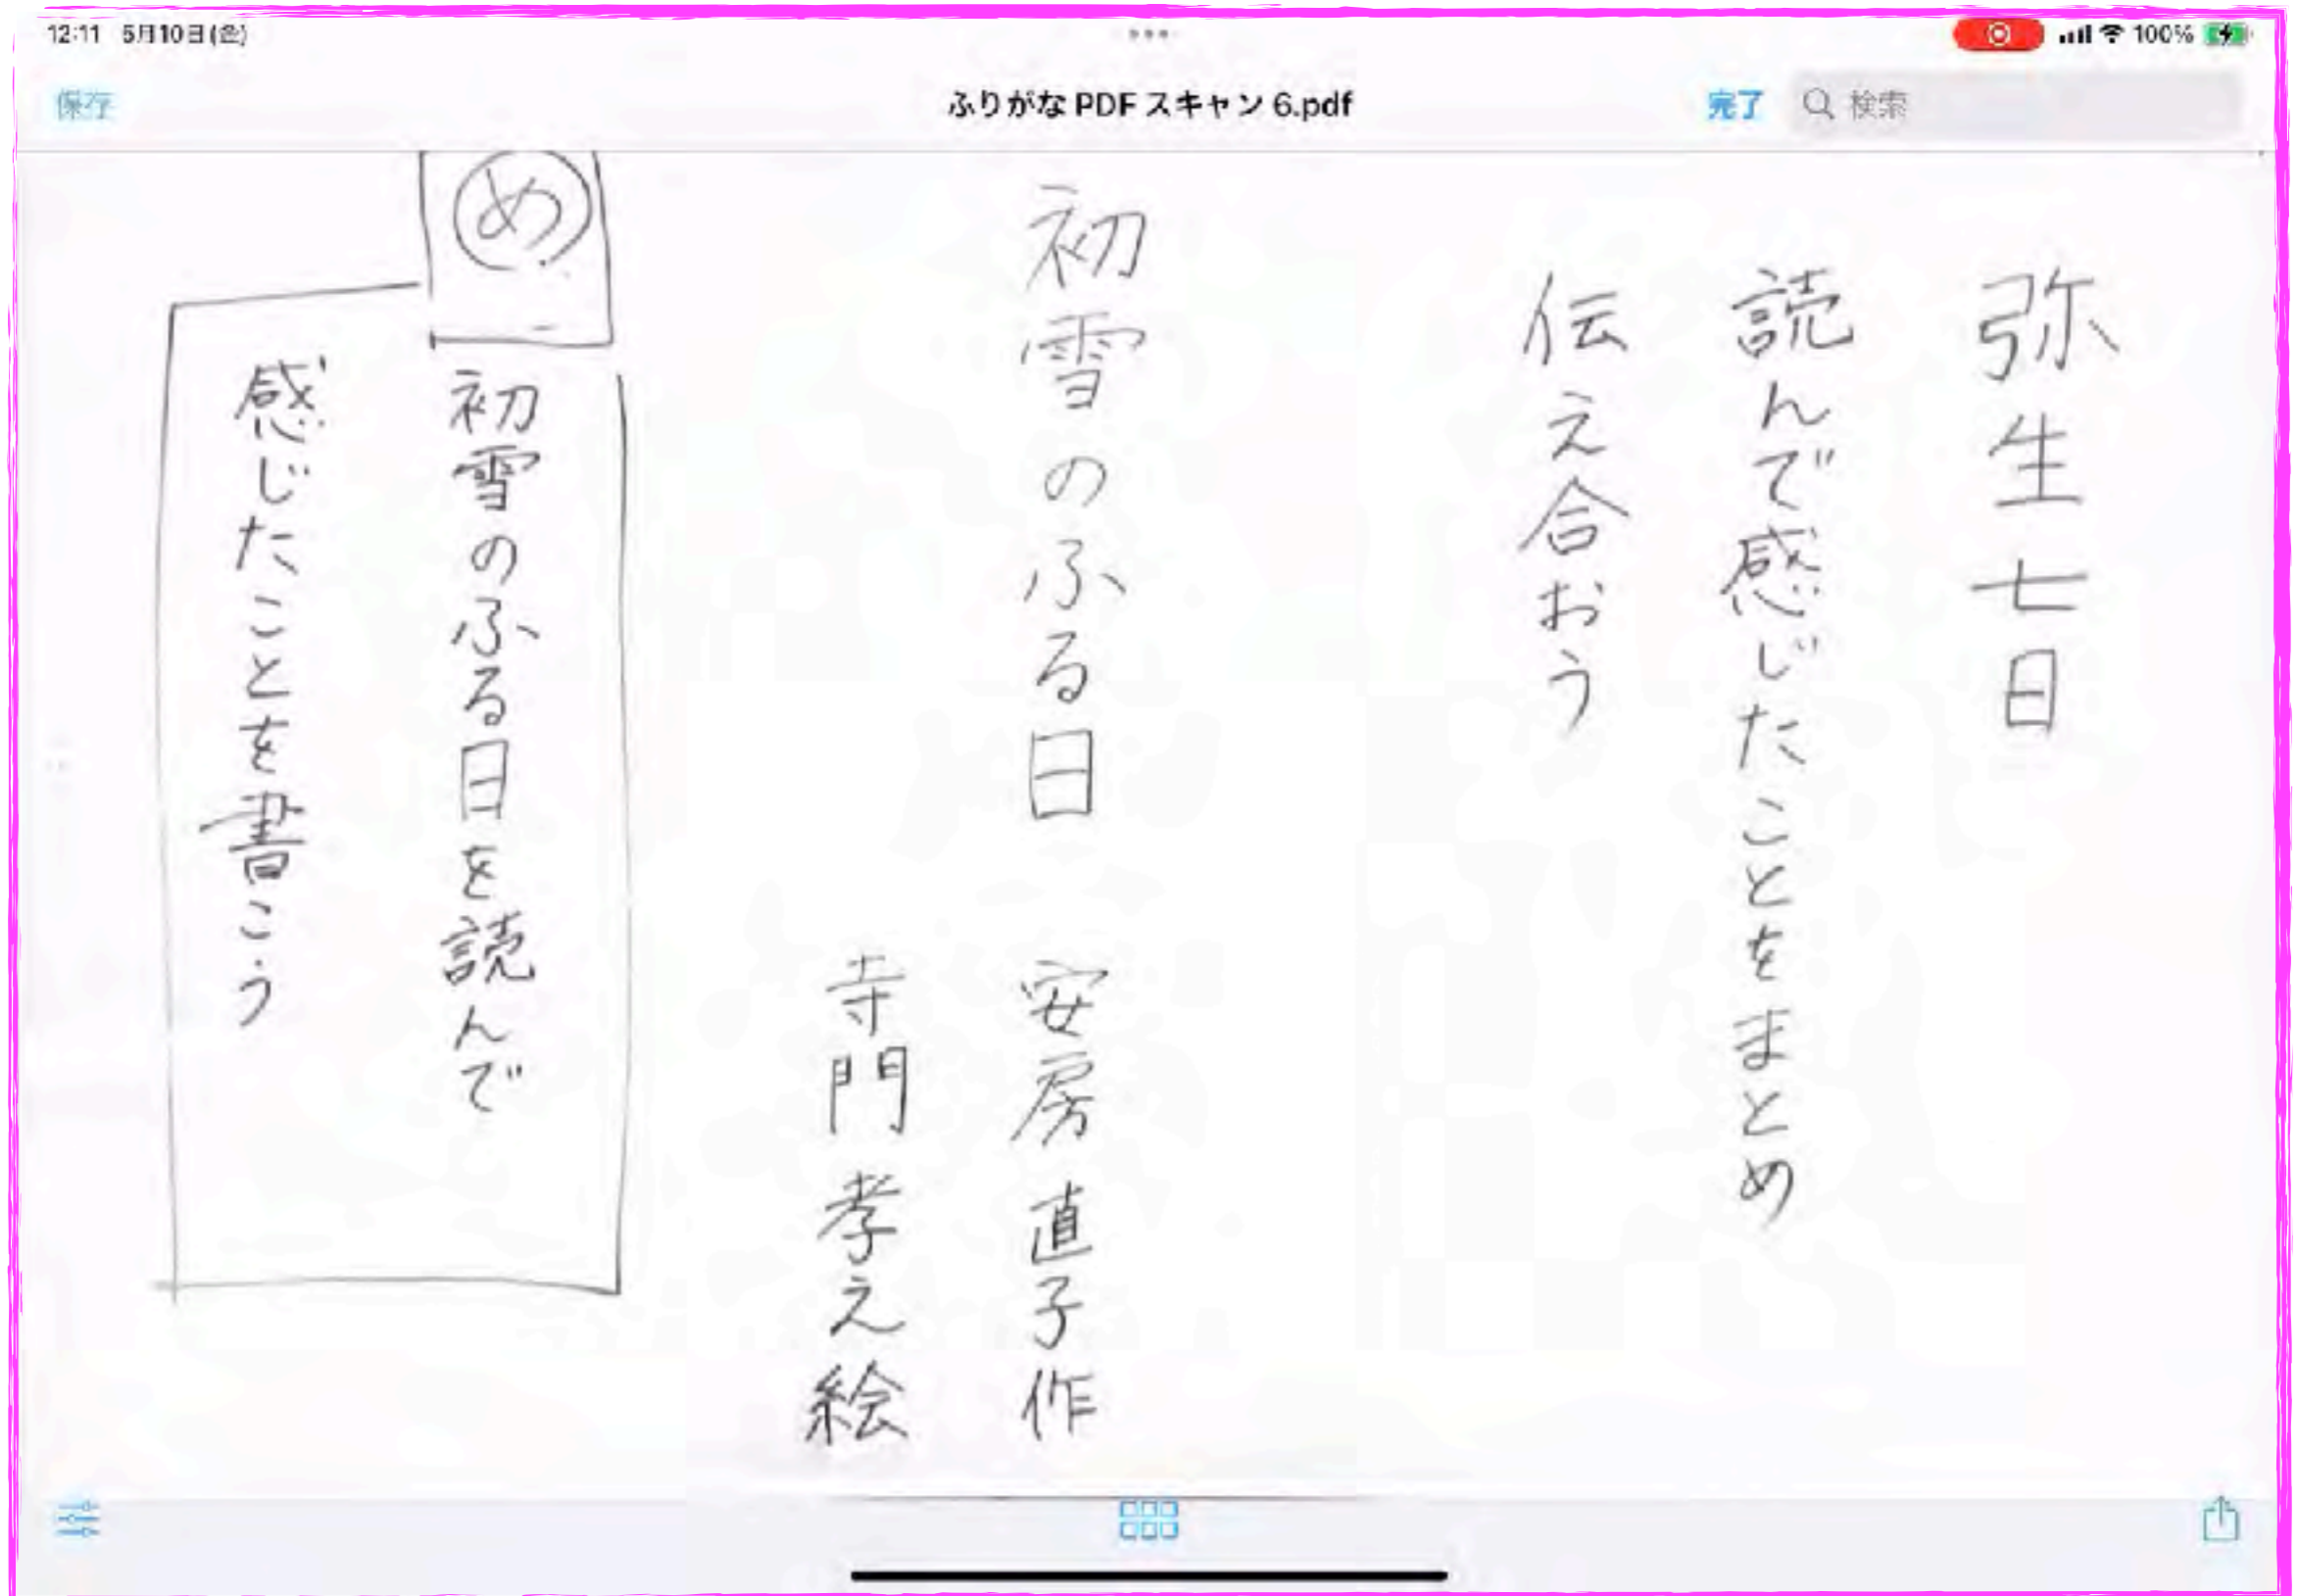 12:11 5月10日(金)
100%
保存
ふりがな PDF スキャン 6.pdf
完了
検索
弥生七日
読んで感じたことをまとめ
伝え合おう
初雪のふる日 安房直子作
寺門孝え絵
め
初雪のふる日を読んで
感じたことを書こう